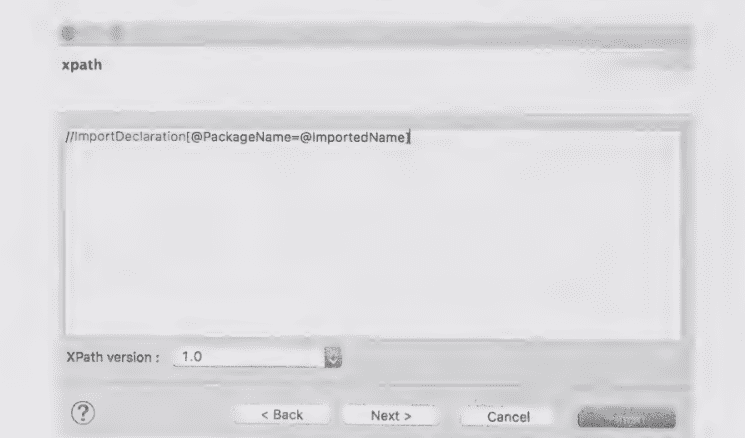 xpath
//ImportDeclaration[@PackageName=@ImportedName]
XPath version :
1.0
?
< Back
Next >
Cancel